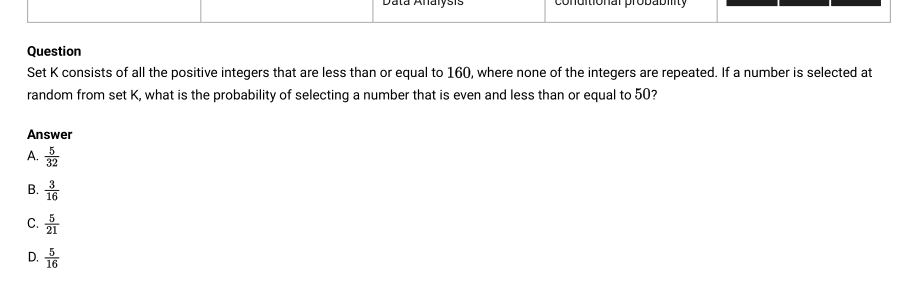 Data Analysis
conditional probability
Question
Set K consists of all the positive integers that are less than or equal to 160, where none of the integers are repeated. If a number is selected at
random from set K, what is the probability of selecting a number that is even and less than or equal to 50?
Answer
A. 5/32
B. 3/16
C. 5/21
D. 5/16